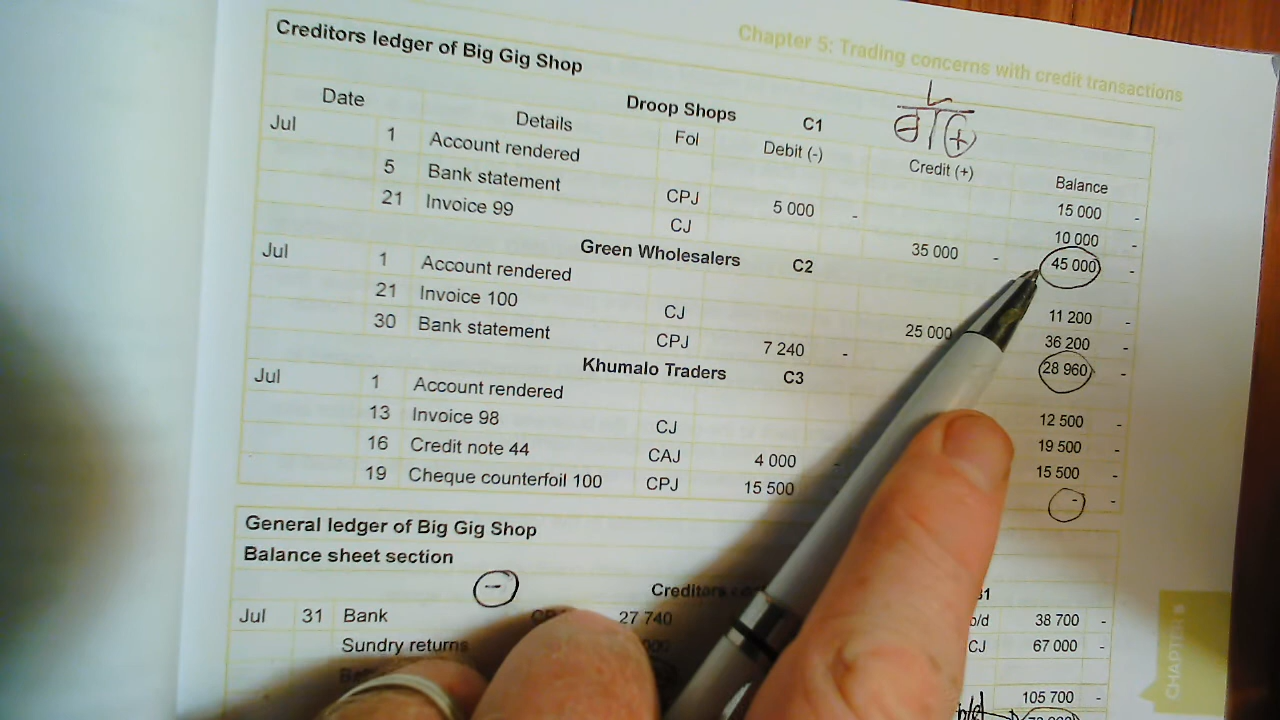 Chapter 5: Trading concerns with credit transactions
Creditors ledger of Big Gig Shop
Droop Shops C1
Date Details Fol Debit (-) Credit (+) Balance
Jul 1 Account rendered 15 000 -
5 Bank statement CPJ 5 000 - 10 000 -
21 Invoice 99 CJ 35 000 - 45 000 -
Green Wholesalers C2
Jul 1 Account rendered 11 200 -
21 Invoice 100 CJ 25 000 36 200 -
30 Bank statement CPJ 7 240 - 28 960 -
Khumalo Traders C3
Jul 1 Account rendered 12 500 -
13 Invoice 98 CJ 19 500 -
16 Credit note 44 CAJ 4 000 - 15 500 -
19 Cheque counterfoil 100 CPJ 15 500 - -
General ledger of Big Gig Shop
Balance sheet section
- Creditors
Jul 31 Bank 27 740 b/d 38 700 -
Sundry returns CJ 67 000 -
105 700 -
b/d
L
- +
CHAPTER 5